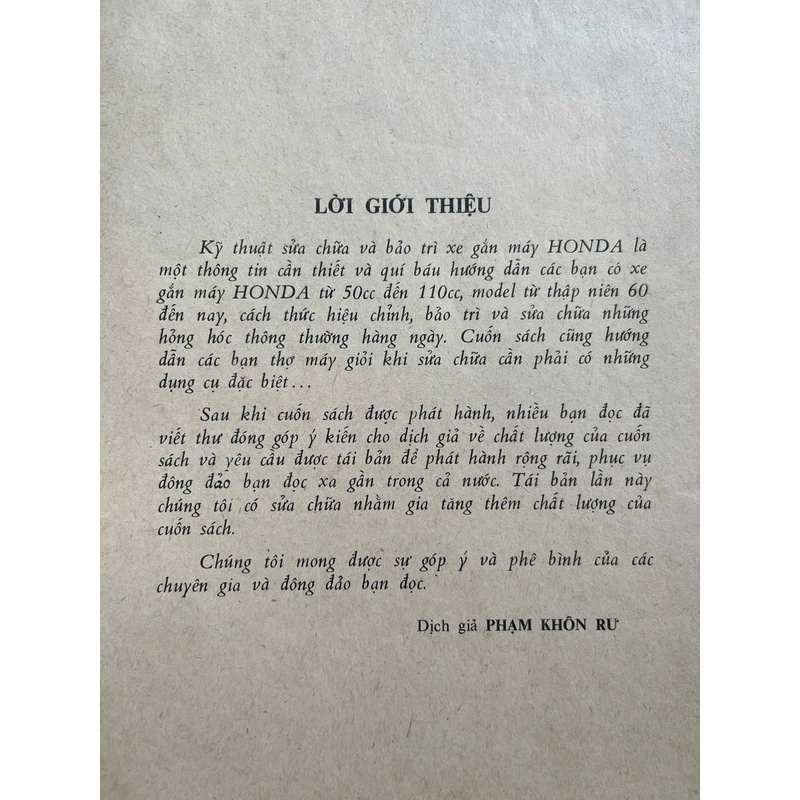 LỜI GIỚI THIỆU
Kỹ thuật sửa chữa và bảo trì xe gắn máy HONDA là
một thông tin cần thiết và quí báu hướng dẫn các bạn có xe
gắn máy HONDA từ 50cc đến 110cc, model từ thập niên 60
đến nay, cách thức hiệu chỉnh, bảo trì và sửa chữa những
hỏng hóc thông thường hàng ngày. Cuốn sách cũng hướng
dẫn các bạn thợ máy giỏi khi sửa chữa cần phải có những
dụng cụ đặc biệt...
Sau khi cuốn sách được phát hành, nhiều bạn đọc đã
viết thư đóng góp ý kiến cho dịch giả về chất lượng của cuốn
sách và yêu cầu được tái bản để phát hành rộng rãi, phục vụ
đông đảo bạn đọc xa gần trong cả nước. Tái bản lần này
chúng tôi có sửa chữa nhằm gia tăng thêm chất lượng của
cuốn sách.
Chúng tôi mong được sự góp ý và phê bình của các
chuyên gia và đông đảo bạn đọc.
Dịch giả PHẠM KHÔN RƯ